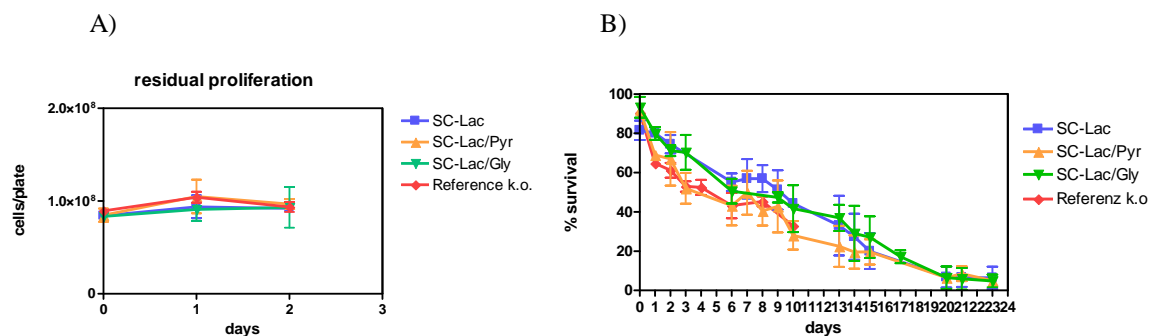 A)
residual proliferation
2.0×10⁸
1.0×10⁸
0
cells/plate
0 1 2 3
days
SC-Lac
SC-Lac/Pyr
SC-Lac/Gly
Reference k.o.
B)
100
80
60
40
20
0
% survival
0 1 2 3 4 5 6 7 8 9 10 11 12 13 14 15 16 17 18 19 20 21 22 23 24
days
SC-Lac
SC-Lac/Pyr
SC-Lac/Gly
Referenz k.o